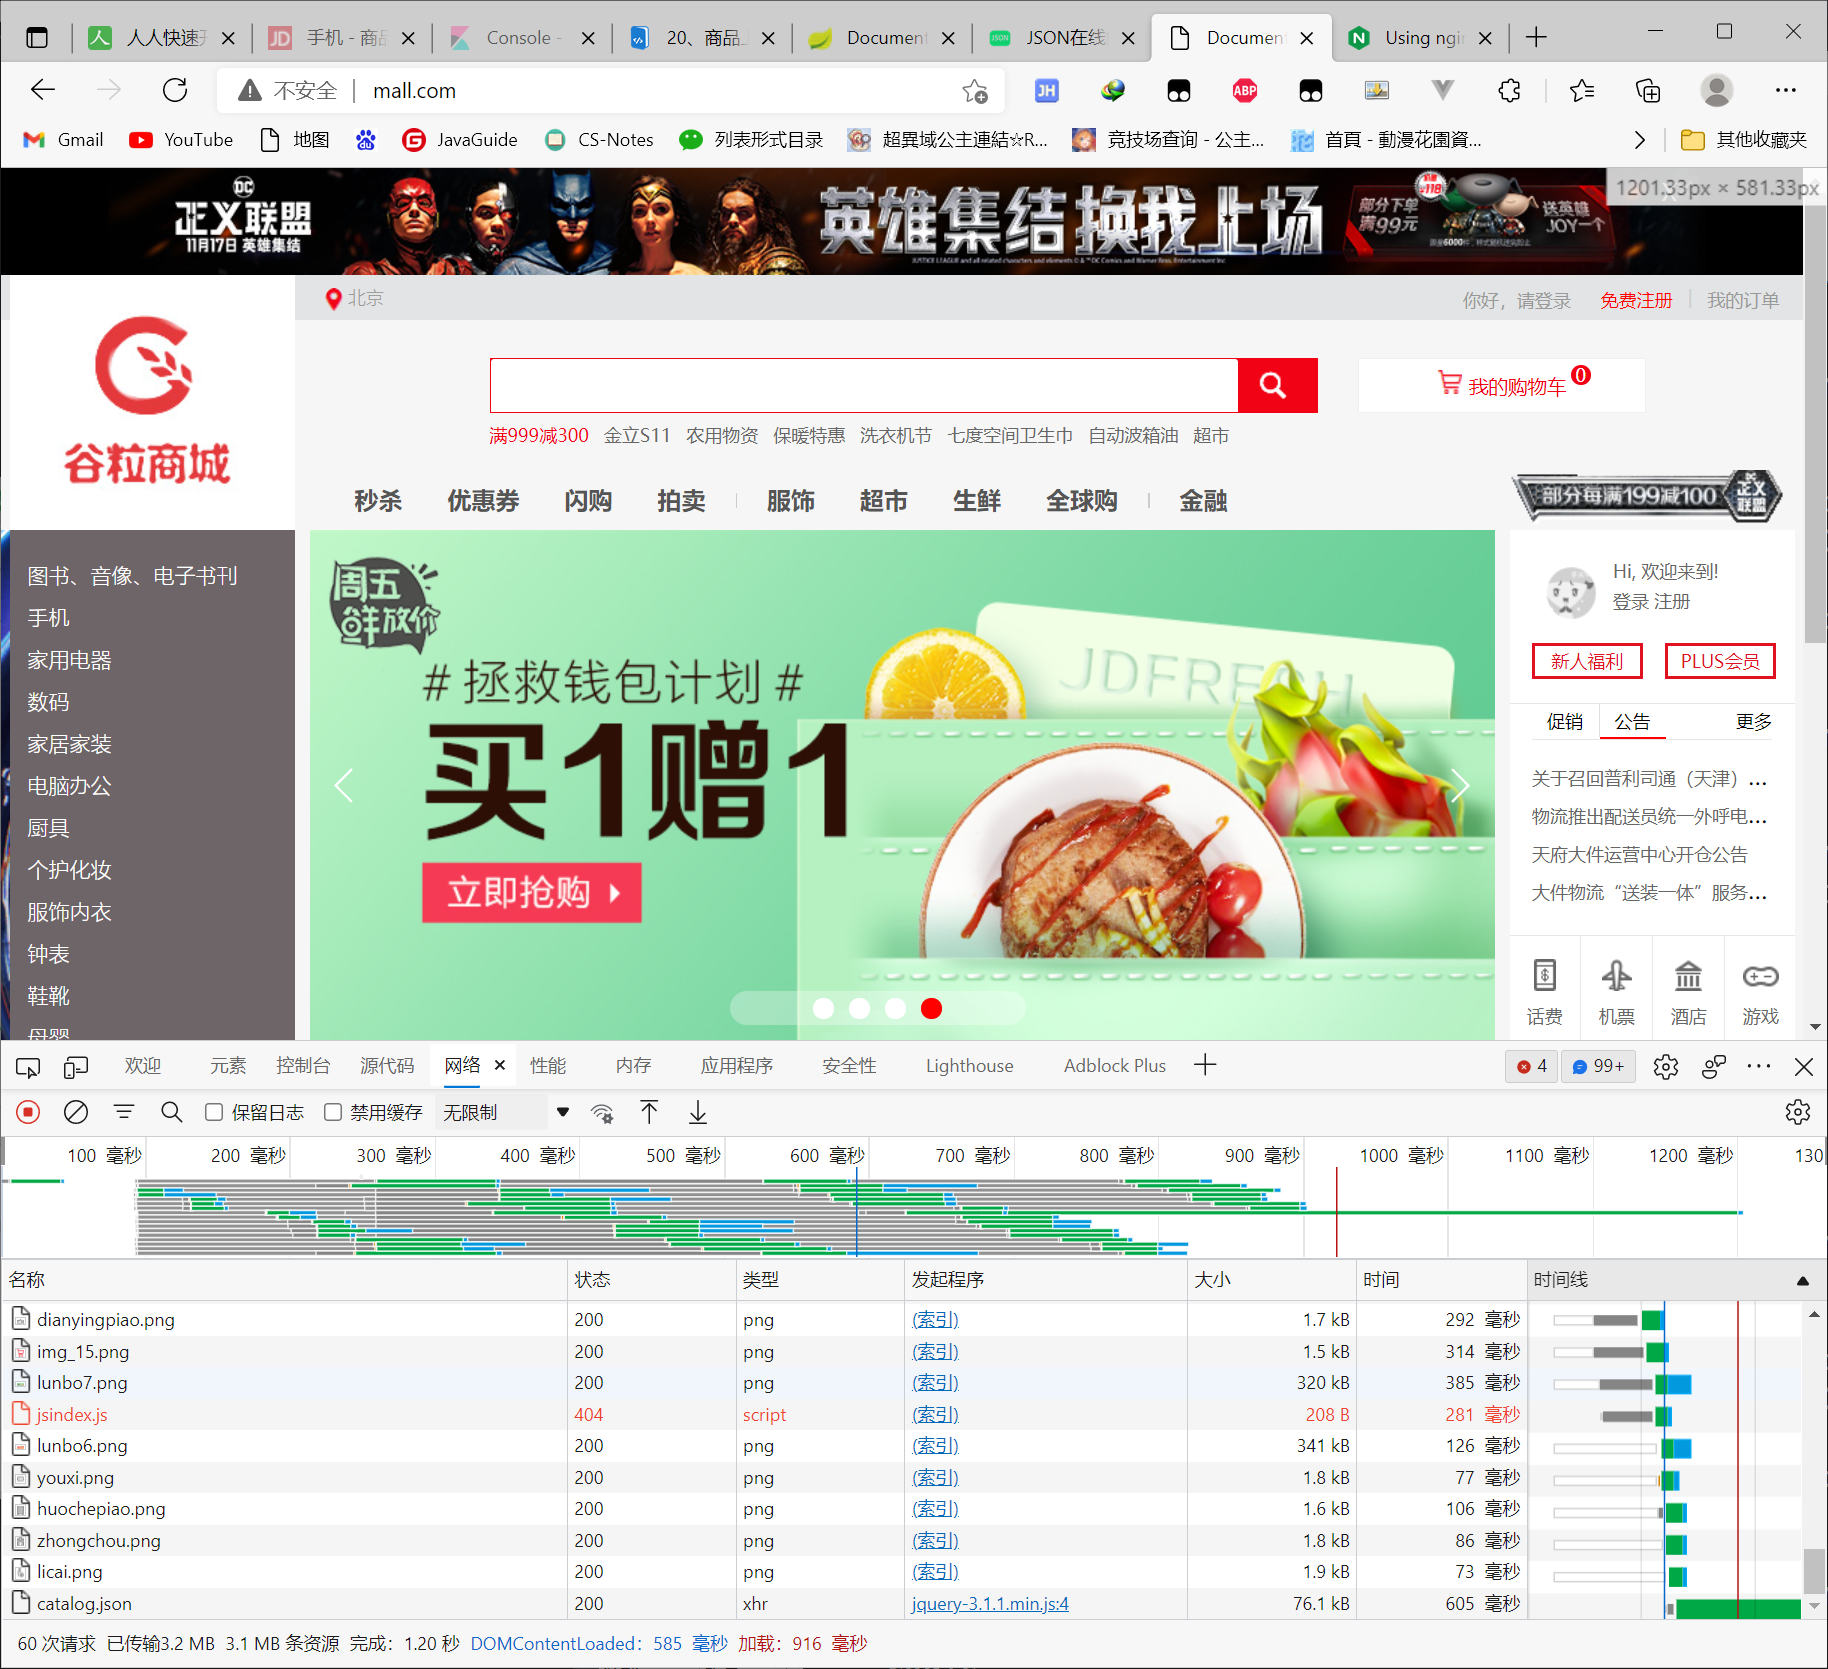 人人快速开
手机 - 商品
Console -
20、商品上
Document
JSON在线
Document
Using ngin
不安全
mall.com
JH
ABP
Gmail
YouTube
地图
du
JavaGuide
CS-Notes
列表形式目录
超異域公主連結☆R...
竞技场查询 - 公主...
首頁 - 動漫花園資...
其他收藏夹
DC
正义联盟
11月17日 英雄集结
英雄集结换我上场
部分下单
满99元
送英雄
JOY一个
1201.33px × 581.33px
北京
你好，请登录
免费注册
我的订单
谷粒商城
我的购物车
0
满999减300 金立S11 农用物资 保暖特惠 洗衣机节 七度空间卫生巾 自动波箱油 超市
秒杀 优惠券 闪购 拍卖 服饰 超市 生鲜 全球购 金融
部分每满199减100 正义联盟
图书、音像、电子书刊
手机
家用电器
数码
家居家装
电脑办公
厨具
个护化妆
服饰内衣
钟表
鞋靴
母婴
周五
鲜放价
# 拯救钱包计划 #
买1赠1
立即抢购
JDFRESH
Hi, 欢迎来到!
登录 注册
新人福利
PLUS会员
促销 公告 更多
关于召回普利司通（天津）...
物流推出配送员统一外呼电...
天府大件运营中心开仓公告
大件物流“送装一体”服务...
话费 机票 酒店 游戏
欢迎 元素 控制台 源代码 网络 性能 内存 应用程序 安全性 Lighthouse Adblock Plus
4
99+
保留日志 禁用缓存 无限制
100 毫秒 200 毫秒 300 毫秒 400 毫秒 500 毫秒 600 毫秒 700 毫秒 800 毫秒 900 毫秒 1000 毫秒 1100 毫秒 1200 毫秒 130
名称 状态 类型 发起程序 大小 时间 时间线
dianyingpiao.png 200 png (索引) 1.7 kB 292 毫秒
img_15.png 200 png (索引) 1.5 kB 314 毫秒
lunbo7.png 200 png (索引) 320 kB 385 毫秒
jsindex.js 404 script (索引) 208 B 281 毫秒
lunbo6.png 200 png (索引) 341 kB 126 毫秒
youxi.png 200 png (索引) 1.8 kB 77 毫秒
huochepiao.png 200 png (索引) 1.6 kB 106 毫秒
zhongchou.png 200 png (索引) 1.8 kB 86 毫秒
licai.png 200 png (索引) 1.9 kB 73 毫秒
catalog.json 200 xhr jquery-3.1.1.min.js:4 76.1 kB 605 毫秒
60 次请求 已传输3.2 MB 3.1 MB 条资源 完成：1.20 秒 DOMContentLoaded：585 毫秒 加载：916 毫秒